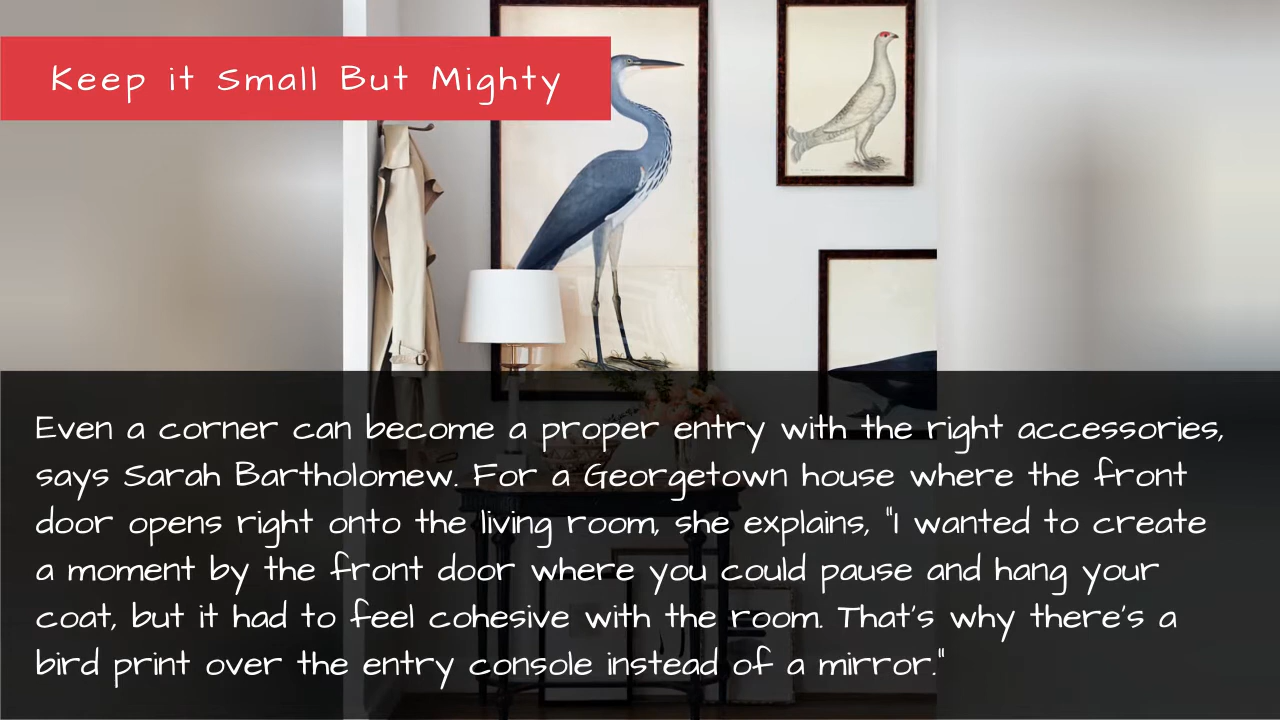 Keep it Small But Mighty
Even a corner can become a proper entry with the right accessories,
says Sarah Bartholomew. For a Georgetown house where the front
door opens right onto the living room, she explains, "I wanted to create
a moment by the front door where you could pause and hang your
coat, but it had to feel cohesive with the room. That's why there's a
bird print over the entry console instead of a mirror."